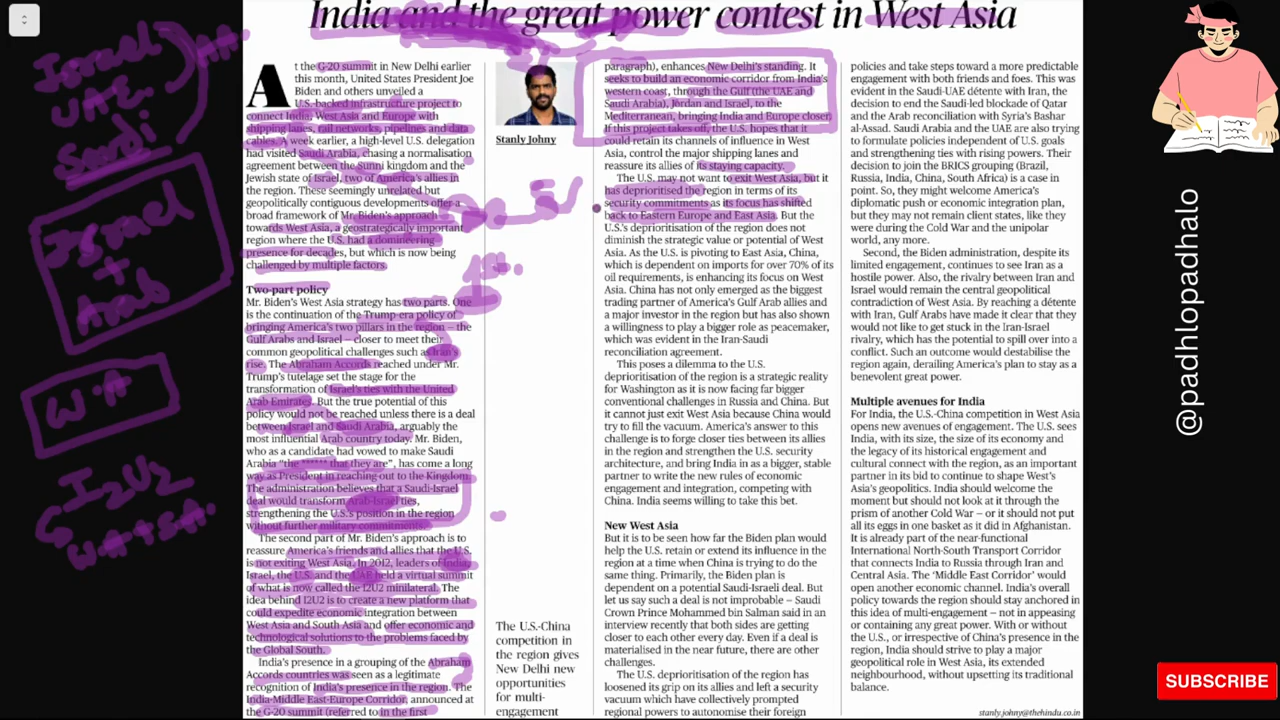 India and the great power contest in West Asia
At the G-20 summit in New Delhi earlier
this month, United States President Joe
Biden and others unveiled a
U.S.-backed infrastructure project to
connect India, West Asia and Europe with
shipping lanes, rail networks, pipelines and data
cables. A week earlier, a high-level U.S. delegation
had visited Saudi Arabia, chasing a normalisation
agreement between the Sunni kingdom and the
Jewish state of Israel, two of America's allies in
the region. These seemingly unrelated but
geopolitically contiguous developments offer a
broad framework of Mr. Biden's approach
towards West Asia, a geostrategically important
region where the U.S. had a domineering
presence for decades, but which is now being
challenged by multiple factors.
Two-part policy
Mr. Biden's West Asia strategy has two parts. One
is the continuation of the Trump-era policy of
bringing America's two pillars in the region – the
Gulf Arabs and Israel – closer to meet their
common geopolitical challenges such as Iran's
rise. The Abraham Accords reached under Mr.
Trump's tutelage set the stage for the
transformation of Israel's ties with the United
Arab Emirates. But the true potential of this
policy would not be reached unless there is a deal
between Israel and Saudi Arabia, arguably the
most influential Arab country today. Mr. Biden,
who as a candidate had vowed to make Saudi
Arabia "the ****** that they are", has come a long
way as President in reaching out to the Kingdom.
The administration believes that a Saudi-Israel
deal would transform Arab-Israel ties,
strengthening the U.S.'s position in the region
without further military commitments.
The second part of Mr. Biden's approach is to
reassure America's friends and allies that the U.S.
is not exiting West Asia. In 2012, leaders of India,
Israel, the U.S. and the UAE held a virtual summit
of what is now called the I2U2 minilateral. The
idea behind I2U2 is to create a new platform that
could expedite economic integration between
West Asia and South Asia and offer economic and
technological solutions to the problems faced by
the Global South.
India's presence in a grouping of the Abraham
Accords countries was seen as a legitimate
recognition of India's presence in the region. The
India-Middle East-Europe Corridor, announced at
the G-20 summit (referred to in the first
Stanly Johny
The U.S.-China
competition in
the region gives
New Delhi new
opportunities
for multi-
engagement
paragraph), enhances New Delhi's standing. It
seeks to build an economic corridor from India's
western coast, through the Gulf (the UAE and
Saudi Arabia), Jordan and Israel, to the
Mediterranean, bringing India and Europe closer.
If this project takes off, the U.S. hopes that it
could retain its channels of influence in West
Asia, control the major shipping lanes and
reassure its allies of its staying capacity.
The U.S. may not want to exit West Asia, but it
has deprioritised the region in terms of its
security commitments as its focus has shifted
back to Eastern Europe and East Asia. But the
U.S.'s deprioritisation of the region does not
diminish the strategic value or potential of West
Asia. As the U.S. is pivoting to East Asia, China,
which is dependent on imports for over 70% of its
oil requirements, is enhancing its focus on West
Asia. China has not only emerged as the biggest
trading partner of America's Gulf Arab allies and
a major investor in the region but has also shown
a willingness to play a bigger role as peacemaker,
which was evident in the Iran-Saudi
reconciliation agreement.
This poses a dilemma to the U.S.
deprioritisation of the region is a strategic reality
for Washington as it is now facing far bigger
conventional challenges in Russia and China. But
it cannot just exit West Asia because China would
try to fill the vacuum. America's answer to this
challenge is to forge closer ties between its allies
in the region and strengthen the U.S. security
architecture, and bring India in as a bigger, stable
partner to write the new rules of economic
engagement and integration, competing with
China. India seems willing to take this bet.
New West Asia
But it is to be seen how far the Biden plan would
help the U.S. retain or extend its influence in the
region at a time when China is trying to do the
same thing. Primarily, the Biden plan is
dependent on a potential Saudi-Israeli deal. But
let us say such a deal is not improbable – Saudi
Crown Prince Mohammed bin Salman said in an
interview recently that both sides are getting
closer to each other every day. Even if a deal is
materialised in the near future, there are other
challenges.
The U.S. deprioritisation of the region has
loosened its grip on its allies and left a security
vacuum which have collectively prompted
regional powers to autonomise their foreign
policies and take steps toward a more predictable
engagement with both friends and foes. This was
evident in the Saudi-UAE détente with Iran, the
decision to end the Saudi-led blockade of Qatar
and the Arab reconciliation with Syria's Bashar
al-Assad. Saudi Arabia and the UAE are also trying
to formulate policies independent of U.S. goals
and strengthening ties with rising powers. Their
decision to join the BRICS grouping (Brazil,
Russia, India, China, South Africa) is a case in
point. So, they might welcome America's
diplomatic push or economic integration plan,
but they may not remain client states, like they
were during the Cold War and the unipolar
world, any more.
Second, the Biden administration, despite its
limited engagement, continues to see Iran as a
hostile power. Also, the rivalry between Iran and
Israel would remain the central geopolitical
contradiction of West Asia. By reaching a détente
with Iran, Gulf Arabs have made it clear that they
would not like to get stuck in the Iran-Israel
rivalry, which has the potential to spill over into a
conflict. Such an outcome would destabilise the
region again, derailing America's plan to stay as a
benevolent great power.
Multiple avenues for India
For India, the U.S.-China competition in West Asia
opens new avenues of engagement. The U.S. sees
India, with its size, the size of its economy and
the legacy of its historical engagement and
cultural connect with the region, as an important
partner in its bid to continue to shape West
Asia's geopolitics. India should welcome the
moment but should not look at it through the
prism of another Cold War – or it should not put
all its eggs in one basket as it did in Afghanistan.
It is already part of the near-functional
International North-South Transport Corridor
that connects India to Russia through Iran and
Central Asia. The 'Middle East Corridor' would
open another economic channel. India's overall
policy towards the region should stay anchored in
this idea of multi-engagement – not in appeasing
or containing any great power. With or without
the U.S., or irrespective of China's presence in the
region, India should strive to play a major
geopolitical role in West Asia, its extended
neighbourhood, without upsetting its traditional
balance.
stanly.johny@thehindu.co.in
Israel
Saudi
Israel
Arab
@padhlopadhalo
SUBSCRIBE